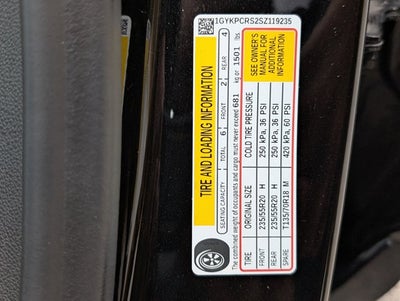 1GYKPCRS2SZ119235
TIRE AND LOADING INFORMATION
SEATING CAPACITY TOTAL 6 FRONT 2 REAR 4
The combined weight of occupants and cargo must never exceed 681 kg or 1501 lbs.
TIRE ORIGINAL SIZE COLD TIRE PRESSURE
FRONT 235/55R20 H 250 kPa, 36 PSI
REAR 235/55R20 H 250 kPa, 36 PSI
SPARE T135/70R18 M 420 kPa, 60 PSI
SEE OWNER'S
MANUAL FOR
ADDITIONAL
INFORMATION